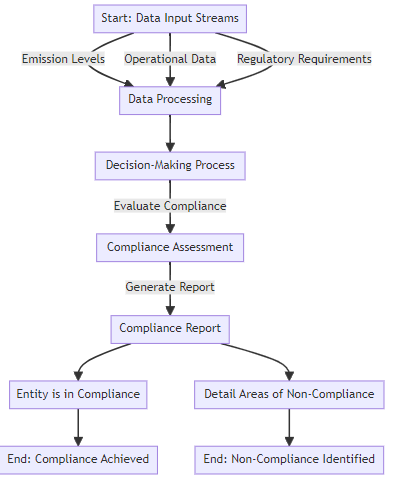 Start: Data Input Streams
Emission Levels
Operational Data
Regulatory Requirements
Data Processing
Decision-Making Process
Evaluate Compliance
Compliance Assessment
Generate Report
Compliance Report
Entity is in Compliance
Detail Areas of Non-Compliance
End: Compliance Achieved
End: Non-Compliance Identified